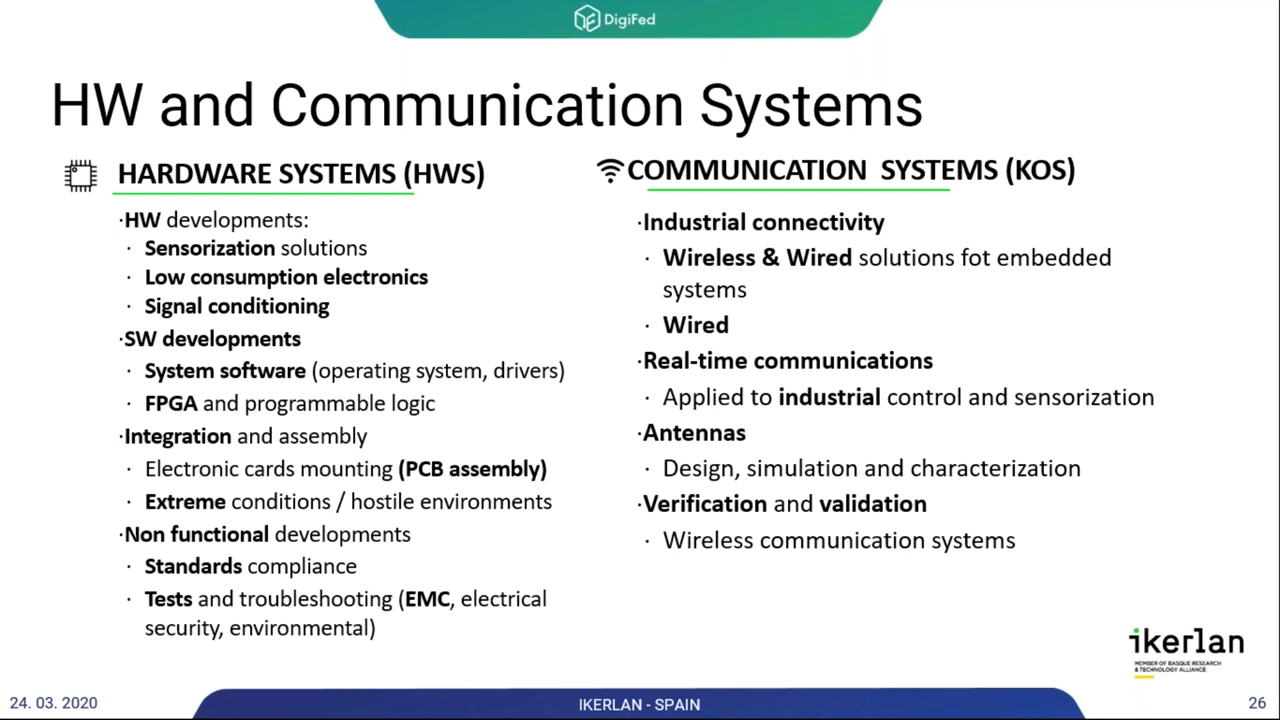 DigiFed
HW and Communication Systems
HARDWARE SYSTEMS (HWS)
·HW developments:
· Sensorization solutions
· Low consumption electronics
· Signal conditioning
·SW developments
· System software (operating system, drivers)
· FPGA and programmable logic
·Integration and assembly
· Electronic cards mounting (PCB assembly)
· Extreme conditions / hostile environments
·Non functional developments
· Standards compliance
· Tests and troubleshooting (EMC, electrical
security, environmental)
COMMUNICATION SYSTEMS (KOS)
·Industrial connectivity
· Wireless & Wired solutions fot embedded
systems
· Wired
·Real-time communications
· Applied to industrial control and sensorization
·Antennas
· Design, simulation and characterization
·Verification and validation
· Wireless communication systems
ikerlan
MEMBER OF BASQUE RESEARCH
& TECHNOLOGY ALLIANCE
24. 03. 2020
IKERLAN - SPAIN
26